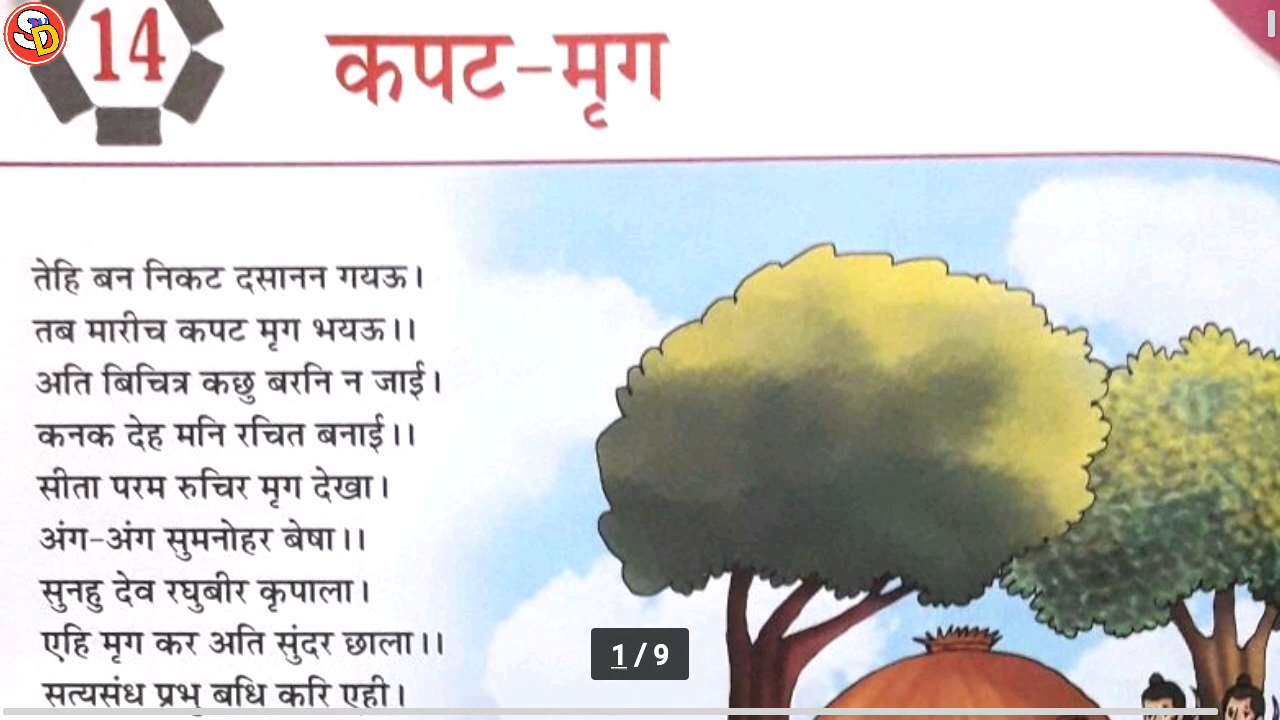 14
कपट-मृग
तेहि बन निकट दसानन गयऊ।
तब मारीच कपट मृग भयऊ।।
अति बिचित्र कछु बरनि न जाई।
कनक देह मनि रचित बनाई।।
सीता परम रुचिर मृग देखा।
अंग-अंग सुमनोहर बेषा।।
सुनहु देव रघुबीर कृपाला।
एहि मृग कर अति सुंदर छाला।।
सत्यसंध प्रभु बधि करि एही।
1 / 9